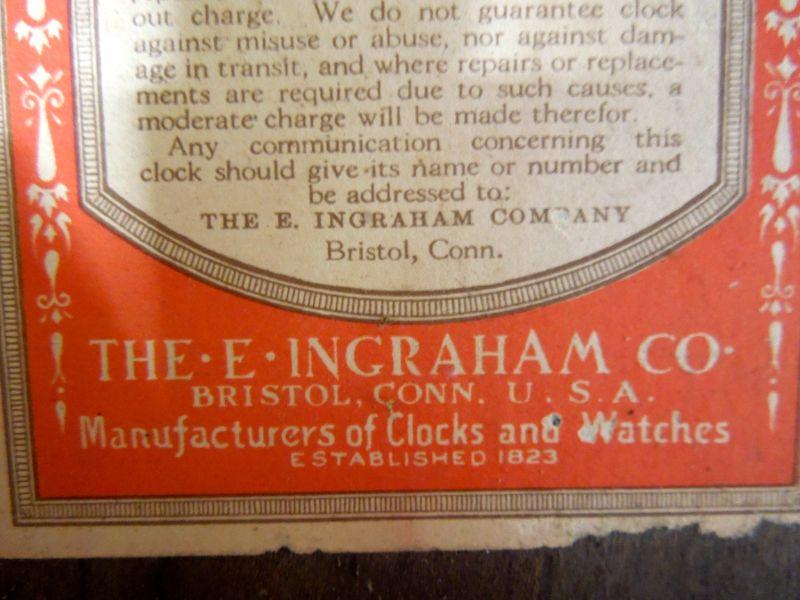 out charge. We do not guarantee clock
against misuse or abuse, nor against dam-
age in transit, and where repairs or replace-
ments are required due to such causes, a
moderate charge will be made therefor.
Any communication concerning this
clock should give its name or number and
be addressed to:
THE E. INGRAHAM COMPANY
Bristol, Conn.
THE · E · INGRAHAM CO ·
BRISTOL, CONN. U. S. A.
Manufacturers of Clocks and Watches
ESTABLISHED 1823